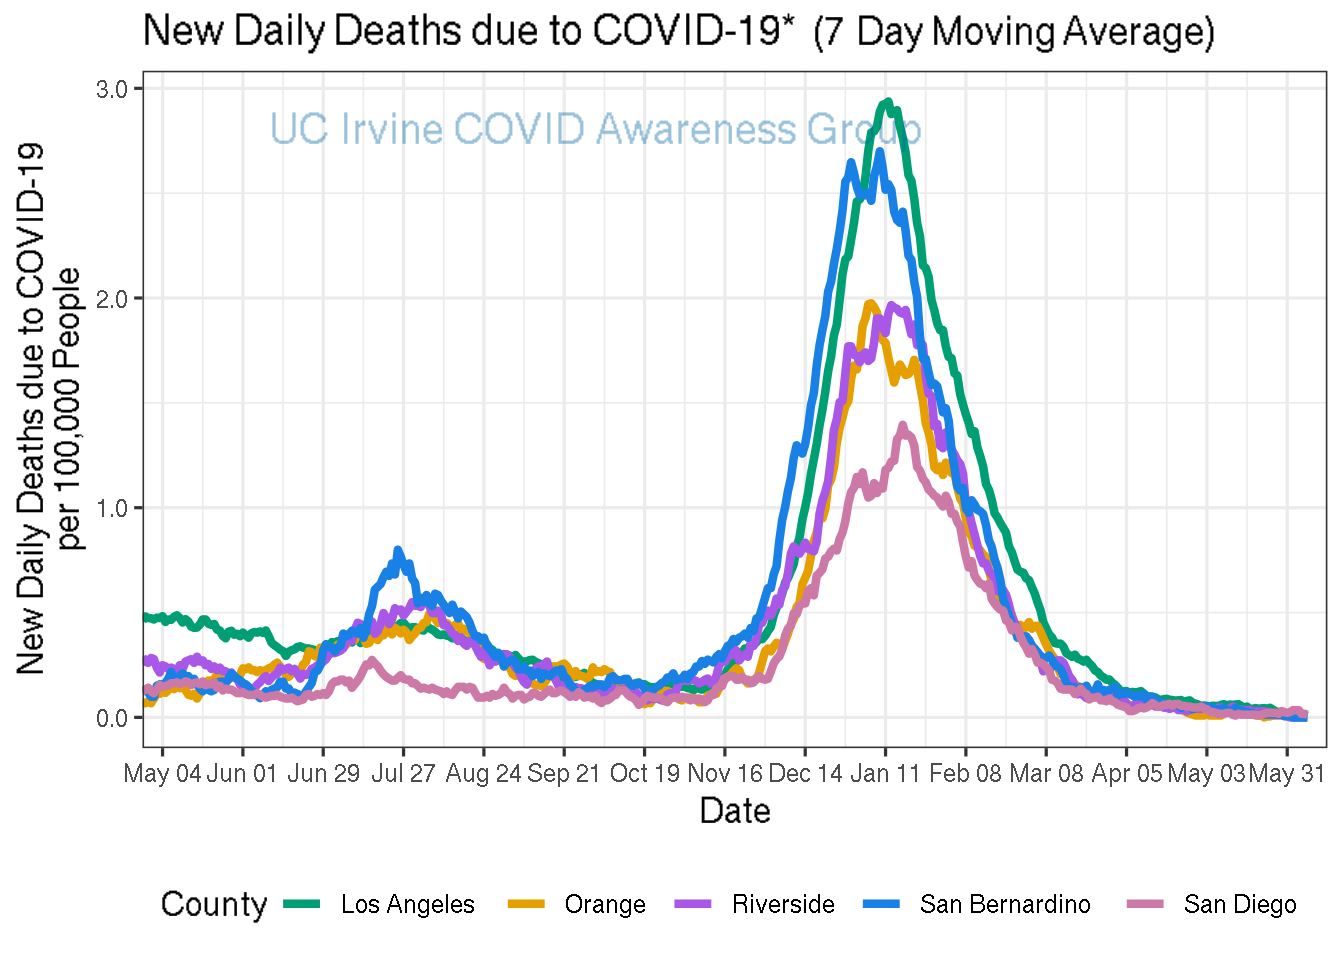 New Daily Deaths due to COVID-19* (7 Day Moving Average)
UC Irvine COVID Awareness Group
New Daily Deaths due to COVID-19
per 100,000 People
3.0
2.0
1.0
0.0
May 04 Jun 01 Jun 29 Jul 27 Aug 24 Sep 21 Oct 19 Nov 16 Dec 14 Jan 11 Feb 08 Mar 08 Apr 05 May 03 May 31
Date
County Los Angeles Orange Riverside San Bernardino San Diego